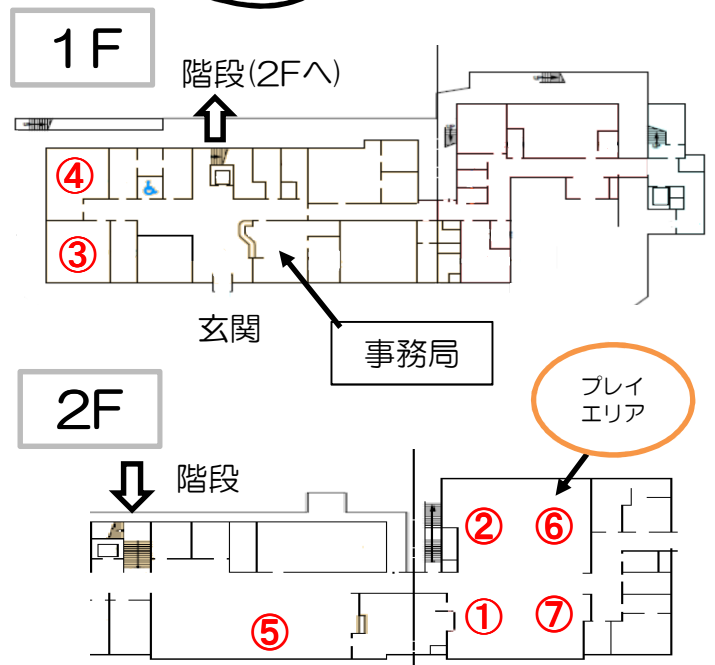 1F
階段(2Fへ)
④
③
玄関
事務局
2F
プレイ
エリア
階段
②
⑥
①
⑦
⑤